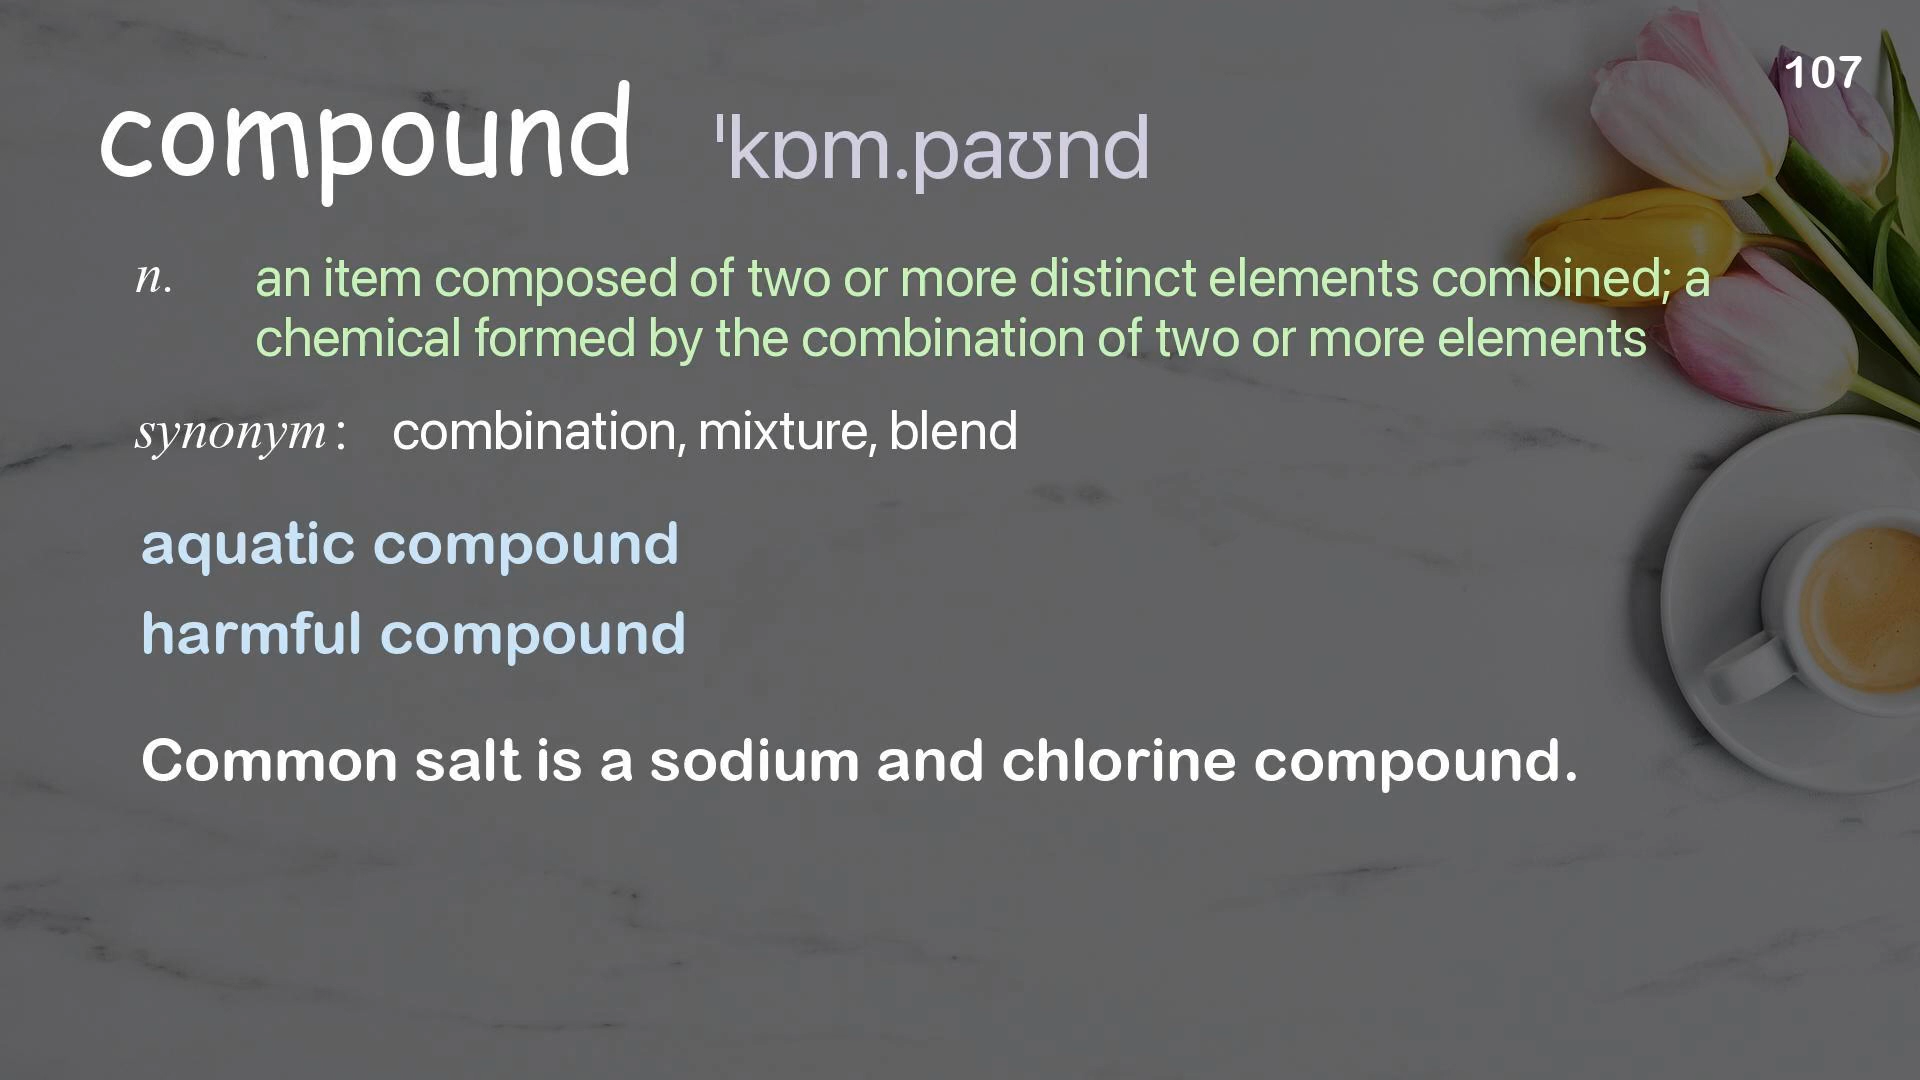 107
compound ˈkɒm.paʊnd
n. an item composed of two or more distinct elements combined; a
chemical formed by the combination of two or more elements
synonym: combination, mixture, blend
aquatic compound
harmful compound
Common salt is a sodium and chlorine compound.